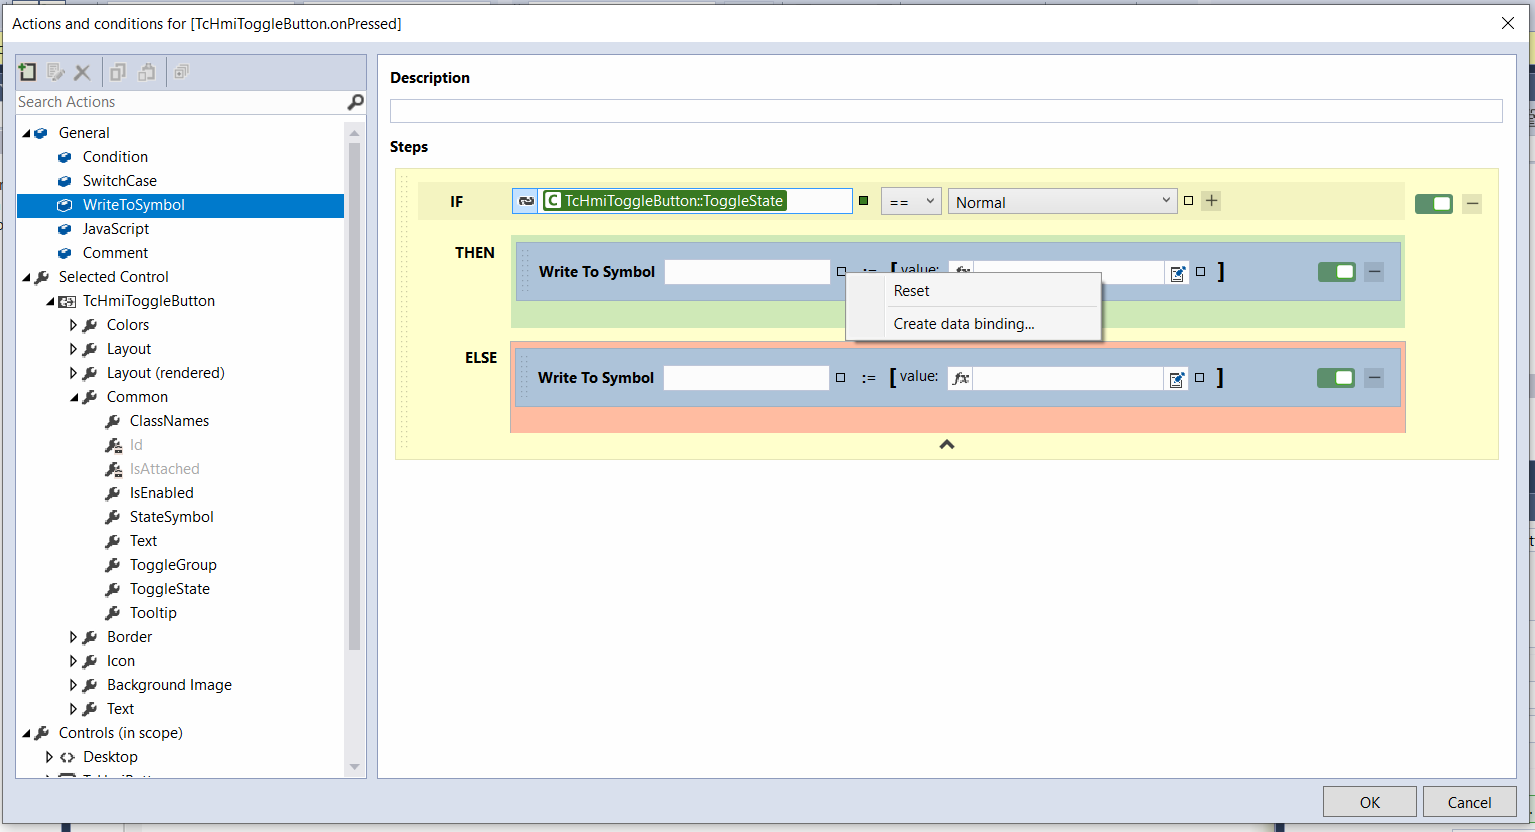 Actions and conditions for [TcHmiToggleButton.onPressed]
Search Actions
General
Condition
SwitchCase
WriteToSymbol
JavaScript
Comment
Selected Control
TcHmiToggleButton
Colors
Layout
Layout (rendered)
Common
ClassNames
Id
IsAttached
IsEnabled
StateSymbol
Text
ToggleGroup
ToggleState
Tooltip
Border
Icon
Background Image
Text
Controls (in scope)
Desktop
Description
Steps
IF C TcHmiToggleButton::ToggleState == Normal +
THEN Write To Symbol := [ value: fx ]
Reset
Create data binding...
ELSE Write To Symbol := [ value: fx ]
OK Cancel